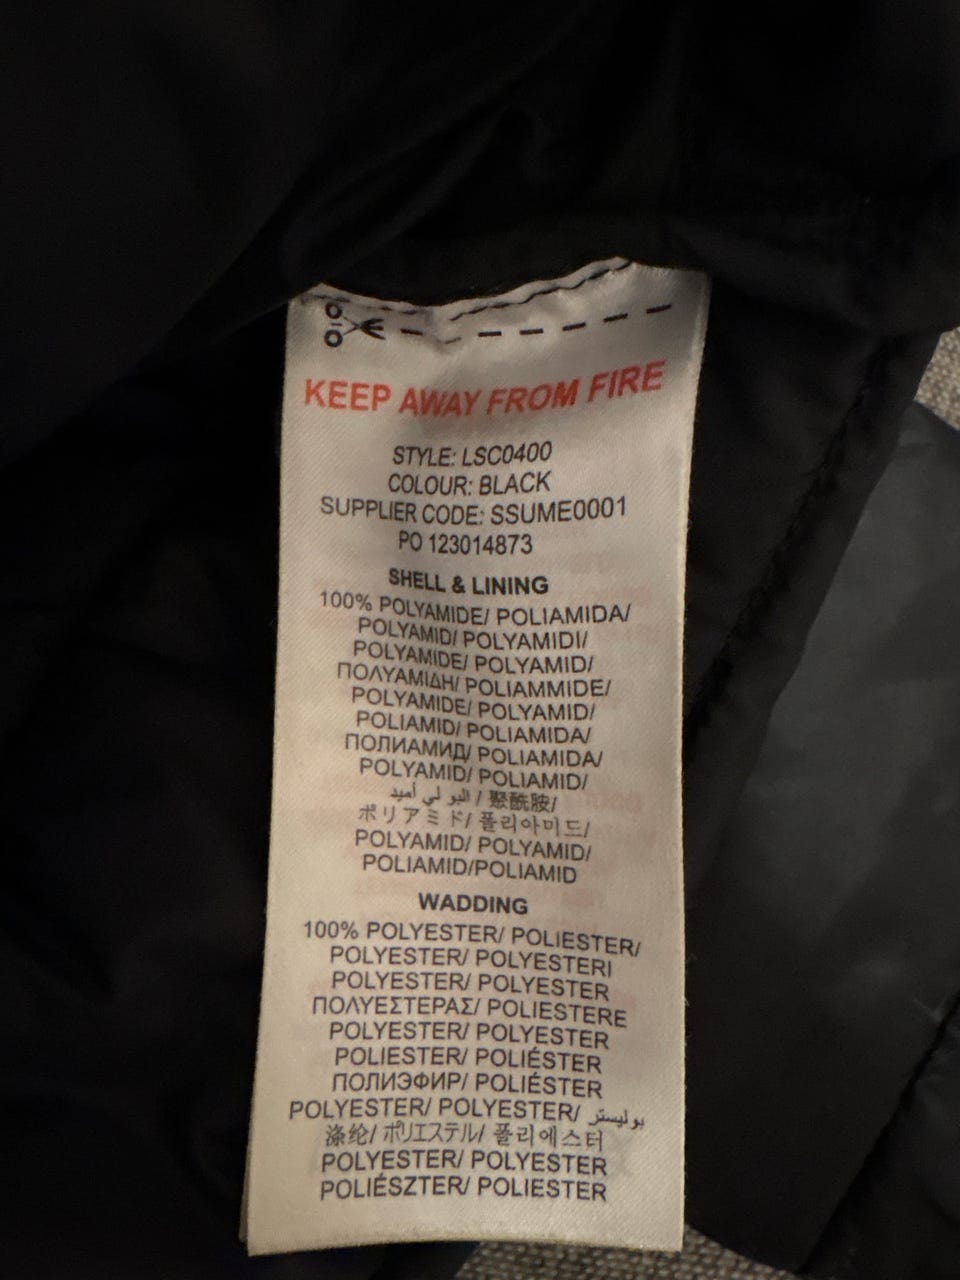 KEEP AWAY FROM FIRE
STYLE: LSC0400
COLOUR: BLACK
SUPPLIER CODE: SSUME0001
PO 123014873
SHELL & LINING
100% POLYAMIDE/ POLIAMIDA/
POLYAMID/ POLYAMIDI/
POLYAMIDE/ POLYAMID/
ΠΟΛΥΑΜΙΔΗ/ POLIAMMIDE/
POLYAMIDE/ POLYAMID/
POLIAMID/ POLIAMIDA/
ПОЛИАМИД/ POLIAMIDA/
POLYAMID/ POLIAMID/
البو لي أميد / 聚酰胺/
ポリアミド/ 폴리아미드/
POLYAMID/ POLYAMID/
POLIAMID/POLIAMID
WADDING
100% POLYESTER/ POLIESTER/
POLYESTER/ POLYESTERI
POLYESTER/ POLYESTER
ΠΟΛΥΕΣΤΕΡΑΣ/ POLIESTERE
POLYESTER/ POLYESTER
POLIESTER/ POLIÉSTER
ПОЛИЭФИР/ POLIÉSTER
POLYESTER/ POLYESTER/ بوليستر
涤纶/ ポリエステル/ 폴리에스터
POLYESTER/ POLYESTER
POLIÉSZTER/ POLIESTER